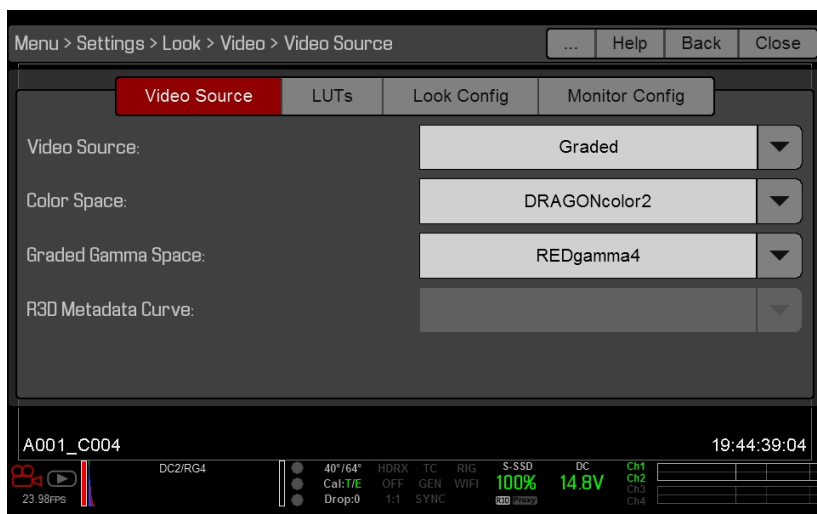 Menu > Settings > Look > Video > Video Source ... Help Back Close
Video Source LUTs Look Config Monitor Config
Video Source: Graded
Color Space: DRAGONcolor2
Graded Gamma Space: REDgamma4
R3D Metadata Curve:
A001_C004 19:44:39:04
DC2/RG4 40°/64° HDRX TC RIG S-SSD DC Ch1
Cal:T/E OFF GEN WIFI 100% 14.8V Ch2
23.98FPS Drop:0 1:1 SYNC R3D Proxy Ch3
Ch4